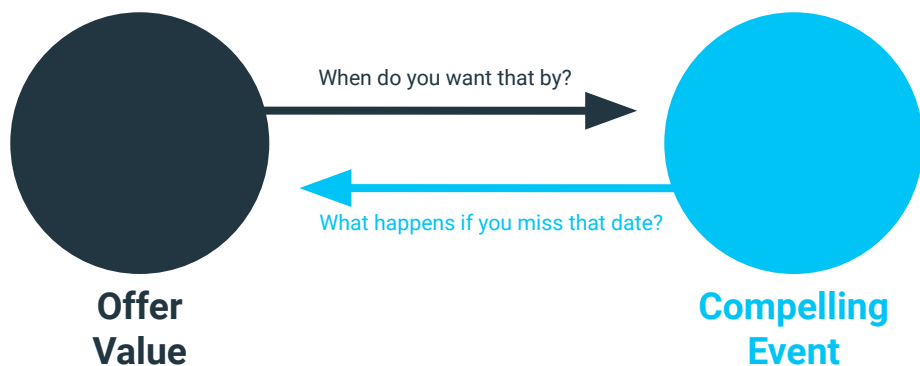 When do you want that by?
What happens if you miss that date?
Offer
Value
Compelling
Event